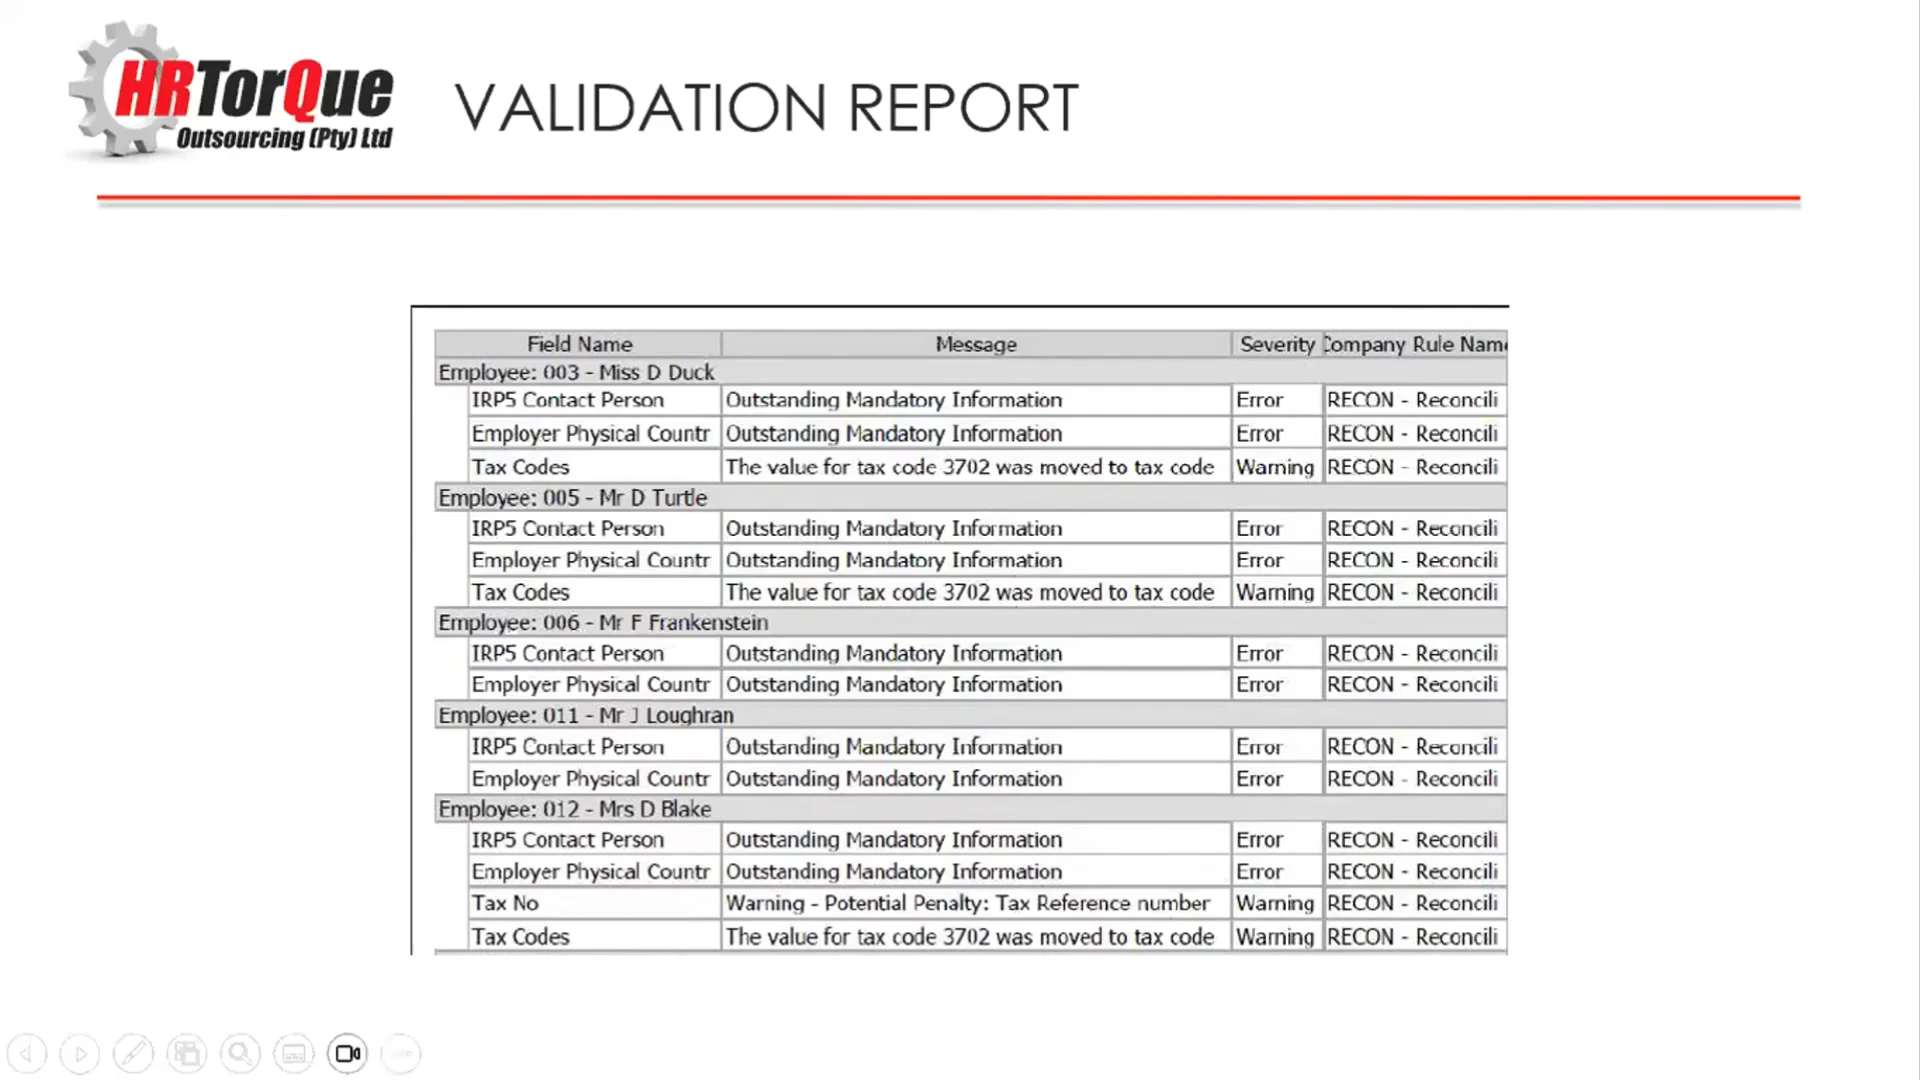 HRTorQue
Outsourcing (Pty) Ltd
VALIDATION REPORT
Field Name Message Severity Company Rule Name
Employee: 003 - Miss D Duck
IRP5 Contact Person Outstanding Mandatory Information Error RECON - Reconcili
Employer Physical Countr Outstanding Mandatory Information Error RECON - Reconcili
Tax Codes The value for tax code 3702 was moved to tax code Warning RECON - Reconcili
Employee: 005 - Mr D Turtle
IRP5 Contact Person Outstanding Mandatory Information Error RECON - Reconcili
Employer Physical Countr Outstanding Mandatory Information Error RECON - Reconcili
Tax Codes The value for tax code 3702 was moved to tax code Warning RECON - Reconcili
Employee: 006 - Mr F Frankenstein
IRP5 Contact Person Outstanding Mandatory Information Error RECON - Reconcili
Employer Physical Countr Outstanding Mandatory Information Error RECON - Reconcili
Employee: 011 - Mr J Loughran
IRP5 Contact Person Outstanding Mandatory Information Error RECON - Reconcili
Employer Physical Countr Outstanding Mandatory Information Error RECON - Reconcili
Employee: 012 - Mrs D Blake
IRP5 Contact Person Outstanding Mandatory Information Error RECON - Reconcili
Employer Physical Countr Outstanding Mandatory Information Error RECON - Reconcili
Tax No Warning - Potential Penalty: Tax Reference number Warning RECON - Reconcili
Tax Codes The value for tax code 3702 was moved to tax code Warning RECON - Reconcili